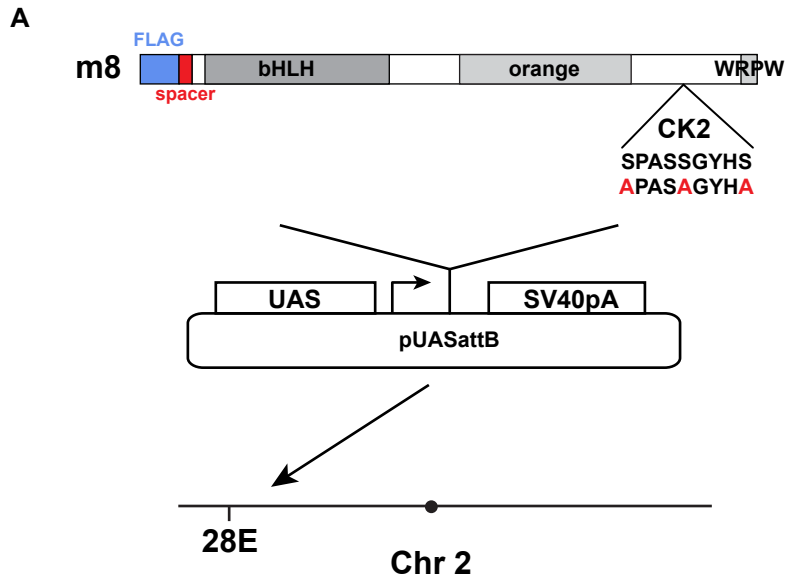 A
FLAG
m8 bHLH orange WRPW
spacer
CK2
SPASSGYHS
APASAGYHA
UAS SV40pA
pUASattB
28E
Chr 2